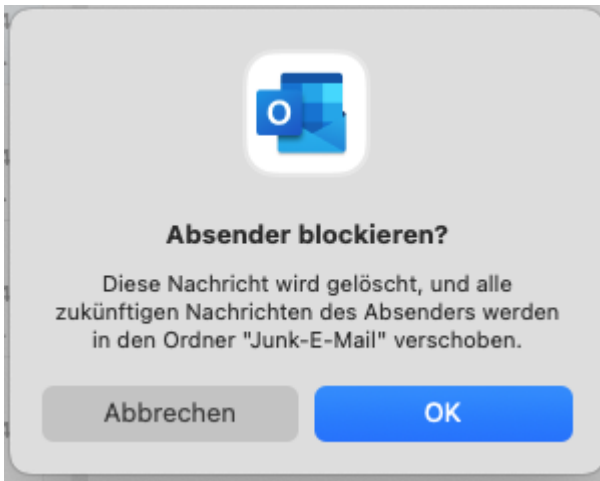 O
Absender blockieren?
Diese Nachricht wird gelöscht, und alle
zukünftigen Nachrichten des Absenders werden
in den Ordner "Junk-E-Mail" verschoben.
Abbrechen
OK